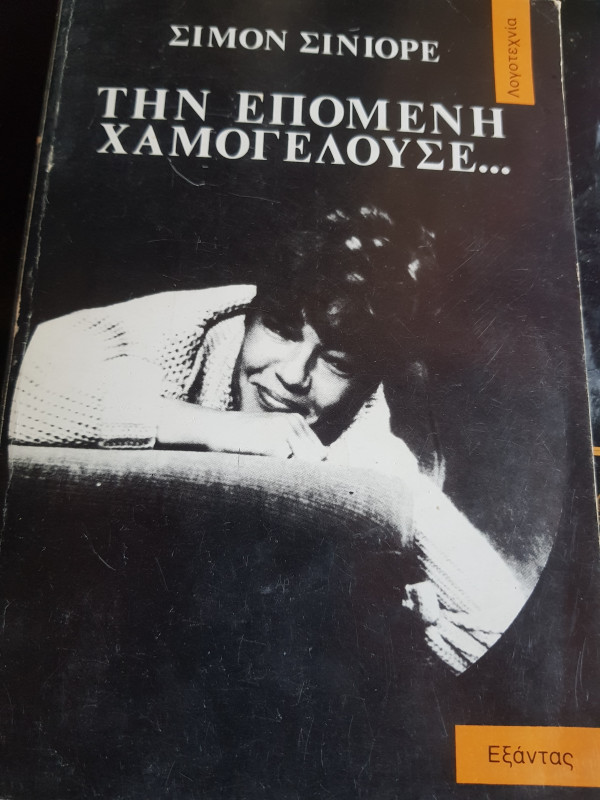 ΣΙΜΟΝ ΣΙΝΙΟΡΕ
Λογοτεχνία
ΤΗΝ ΕΠΟΜΕΝΗ
ΧΑΜΟΓΕΛΟΥΣΕ...
Εξάντας